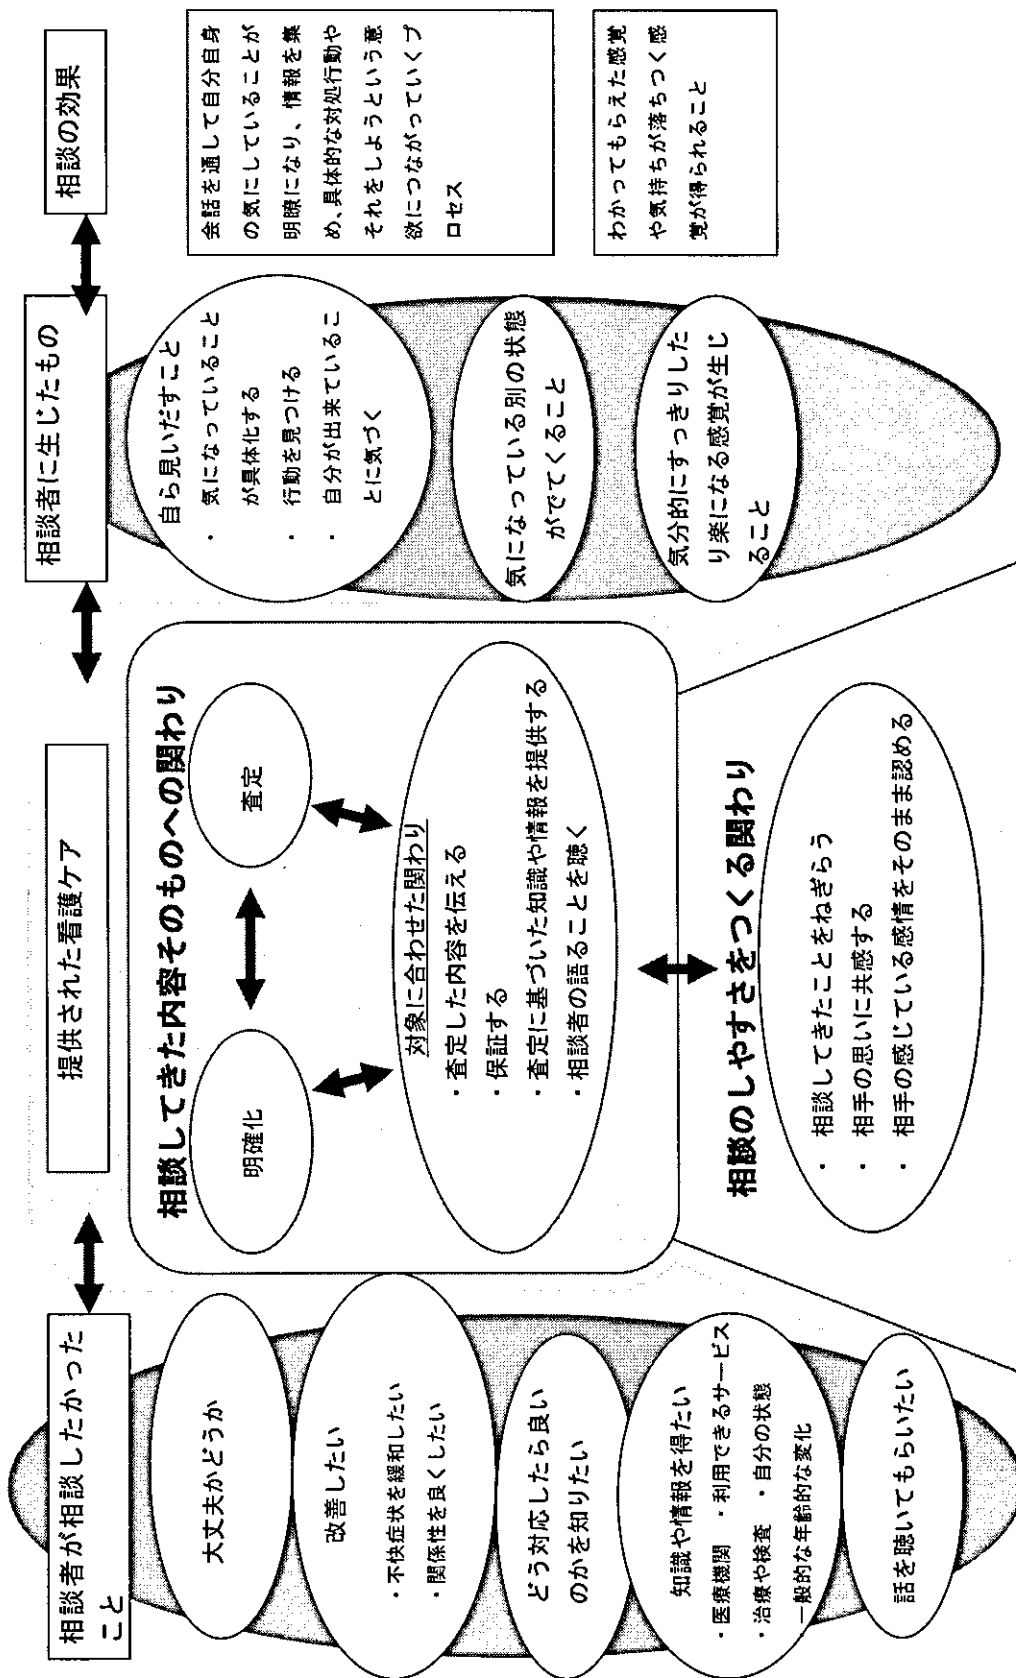 相談者が相談したかった
こと
提供された看護ケア
相談者に生じたもの
相談の効果
大丈夫かどうか
改善したい
・不快症状を緩和したい
・関係性を良くしたい
どう対応したら良い
のかを知りたい
知識や情報を得たい
・医療機関 ・利用できるサービス
・治療や検査 ・自分の状態
一般的な年齢的な変化
話を聴いてもらいたい
相談してきた内容そのものへの関わり
明確化
査定
対象に合わせた関わり
・査定した内容を伝える
・保証する
・査定に基づいた知識や情報を提供する
・相談者の語ることを聴く
相談のしやすさをつくる関わり
・ 相談してきたことをねぎらう
・ 相手の思いに共感する
・ 相手の感じている感情をそのまま認める
自ら見いだすこと
・ 気になっていること
が具体化する
・ 行動を見つける
・ 自分が出来ているこ
とに気づく
気になっている別の状態
がでてくること
気分的にすっきりした
り楽になる感覚が生じ
ること
会話を通して自分自身
の気にしていることが
明瞭になり、情報を集
め、具体的な対処行動や
それをしようという意
欲につながっていくプ
ロセス
わかってもらえた感覚
や気持ちが落ちつく感
覚が得られること